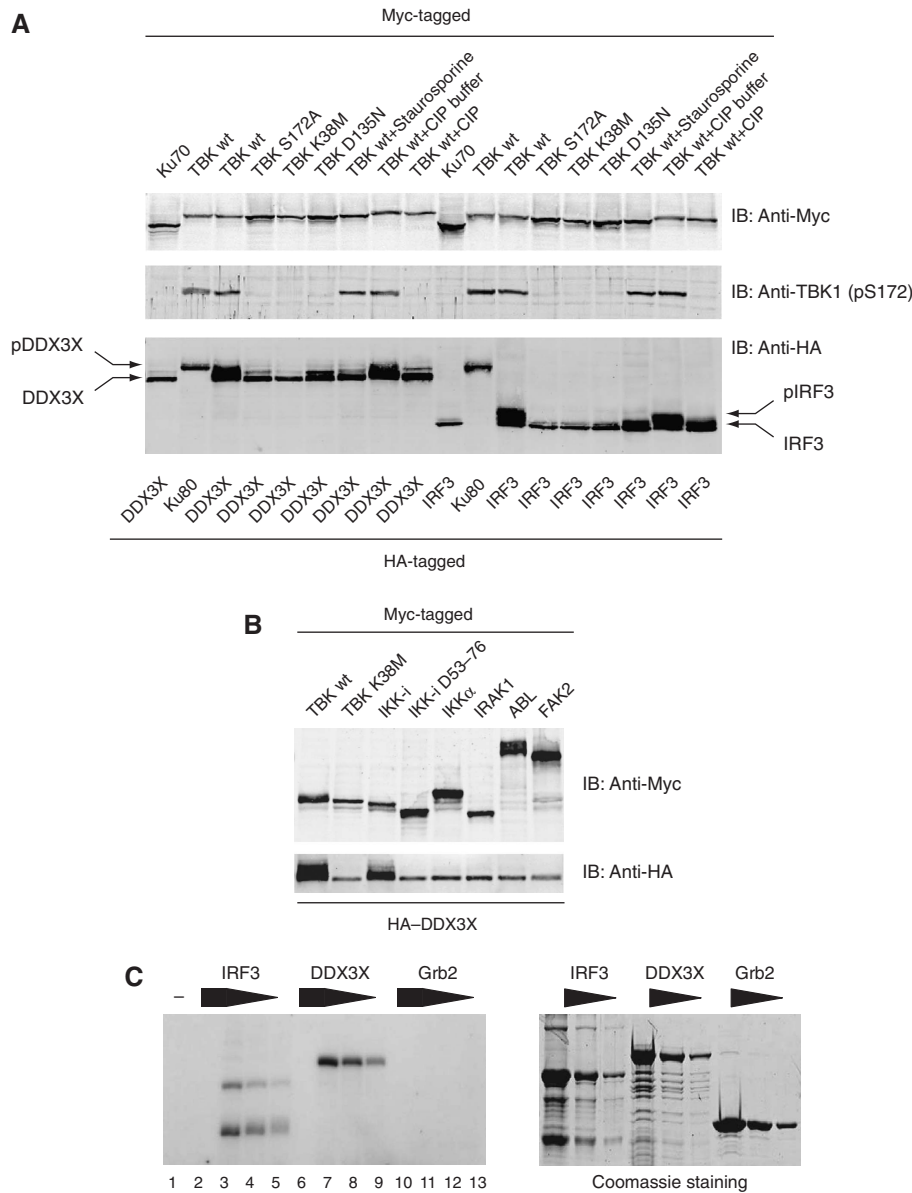 A
Myc-tagged
Ku70
TBK wt
TBK wt
TBK S172A
TBK K38M
TBK D135N
TBK wt+Staurosporine
TBK wt+CIP buffer
TBK wt+CIP
Ku70
TBK wt
TBK wt
TBK S172A
TBK K38M
TBK D135N
TBK wt+Staurosporine
TBK wt+CIP buffer
TBK wt+CIP
IB: Anti-Myc
IB: Anti-TBK1 (pS172)
IB: Anti-HA
pDDX3X
DDX3X
pIRF3
IRF3
DDX3X
Ku80
DDX3X
DDX3X
DDX3X
DDX3X
DDX3X
DDX3X
DDX3X
IRF3
Ku80
IRF3
IRF3
IRF3
IRF3
IRF3
IRF3
IRF3
HA-tagged
B
Myc-tagged
TBK wt
TBK K38M
IKK-i
IKK-i D53–76
IKKα
IRAK1
ABL
FAK2
IB: Anti-Myc
IB: Anti-HA
HA–DDX3X
C
– IRF3 DDX3X Grb2
1 2 3 4 5 6 7 8 9 10 11 12 13
IRF3 DDX3X Grb2
Coomassie staining